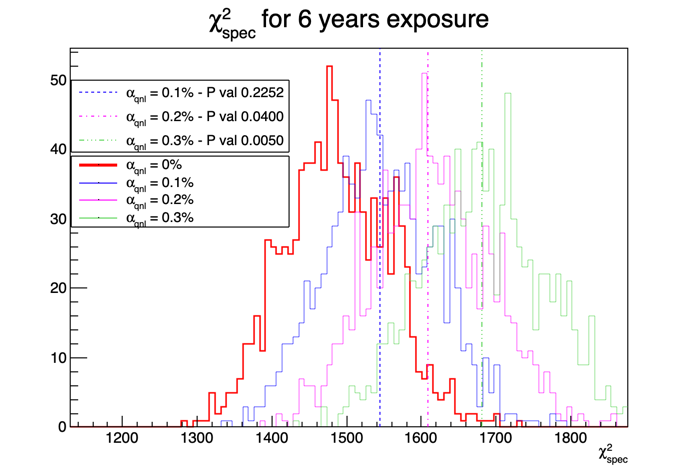 χ²spec for 6 years exposure
50
40
30
20
10
0
αqnl = 0.1% - P val 0.2252
αqnl = 0.2% - P val 0.0400
αqnl = 0.3% - P val 0.0050
αqnl = 0%
αqnl = 0.1%
αqnl = 0.2%
αqnl = 0.3%
1200 1300 1400 1500 1600 1700 1800
χ²spec